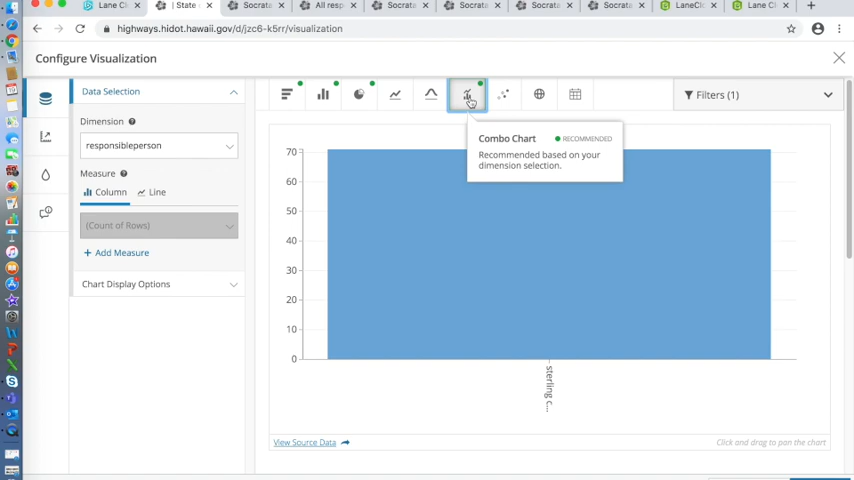 Lane Cl
| State o
Socrata
All resp
Socrata
Socrata
Socrata
Socrata
LaneClo
Lane Cl
highways.hidot.hawaii.gov/d/jzc6-k5rr/visualization
Configure Visualization
Data Selection
Filters (1)
Dimension
responsibleperson
Measure
Column
Line
(Count of Rows)
+ Add Measure
Chart Display Options
Combo Chart
RECOMMENDED
Recommended based on your
dimension selection.
70
60
50
40
30
20
10
0
sterling c...
View Source Data
Click and drag to pan the chart